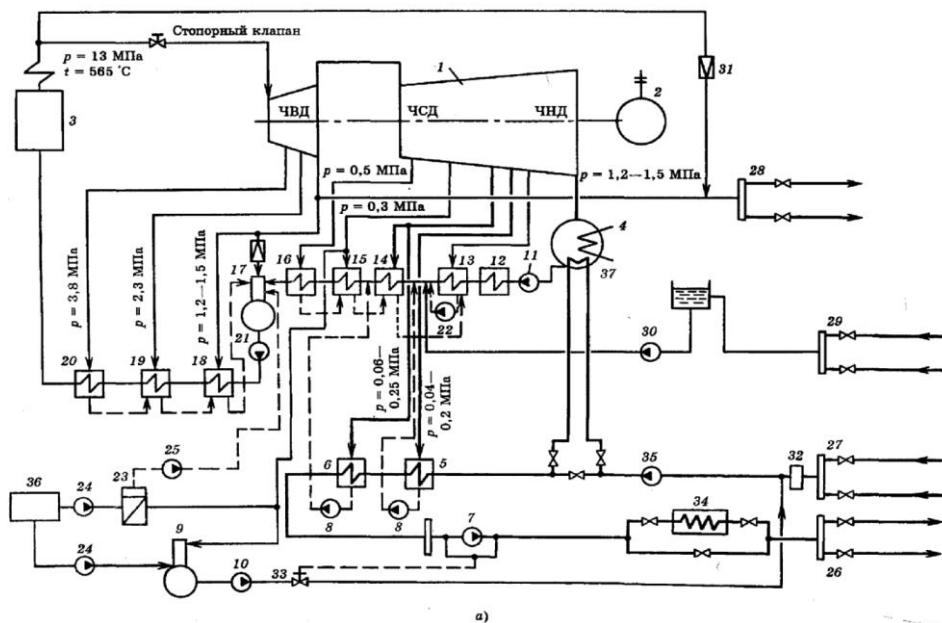 Стопорный клапан
p = 13 МПа
t = 565 °C
31
1
2
3
ЧВД
ЧСД
ЧНД
p = 0,5 МПа
p = 1,2—1,5 МПа
28
p = 0,3 МПа
4
17
16
15
14
13
12
11
37
p = 3,8 МПа
p = 2,3 МПа
p = 1,2—1,5 МПа
21
22
29
30
20
19
18
p = 0,06—
0,25 МПа
p = 0,04—
0,2 МПа
25
6
5
35
32
27
36
24
23
8
8
34
9
7
24
10
33
26
а)